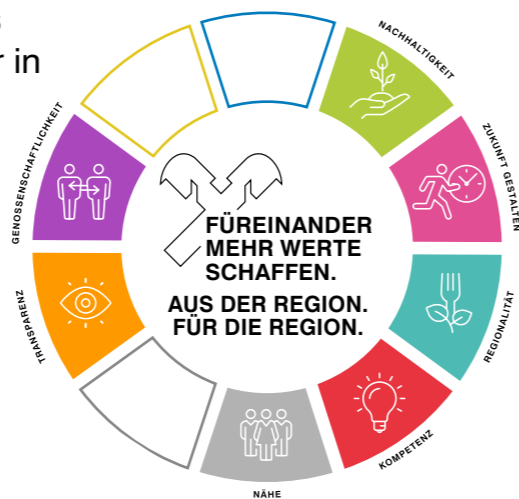 r in
FÜREINANDER
MEHR WERTE
SCHAFFEN.
AUS DER REGION.
FÜR DIE REGION.
NACHHALTIGKEIT
ZUKUNFT GESTALTEN
REGIONALITÄT
KOMPETENZ
NÄHE
TRANSPARENZ
GENOSSENSCHAFTLICHKEIT